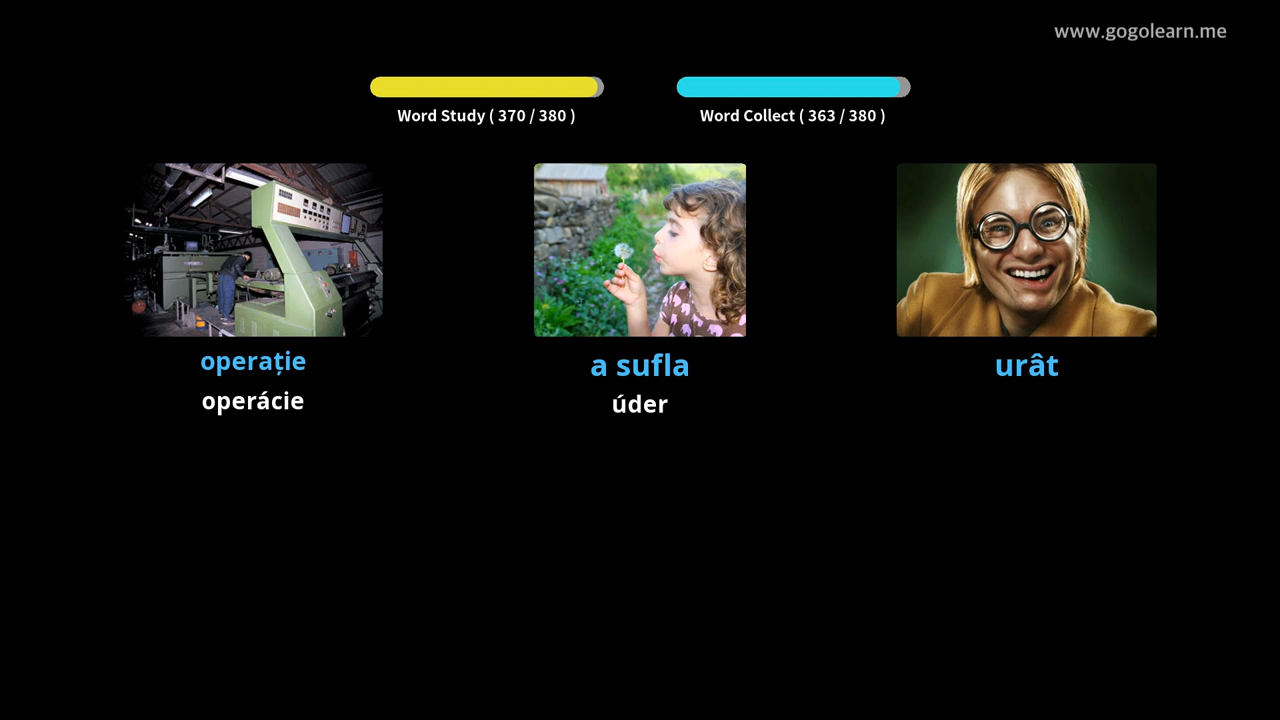 www.gogolearn.me
Word Study ( 370 / 380 )
Word Collect ( 363 / 380 )
operație
operácie
a sufla
úder
urât